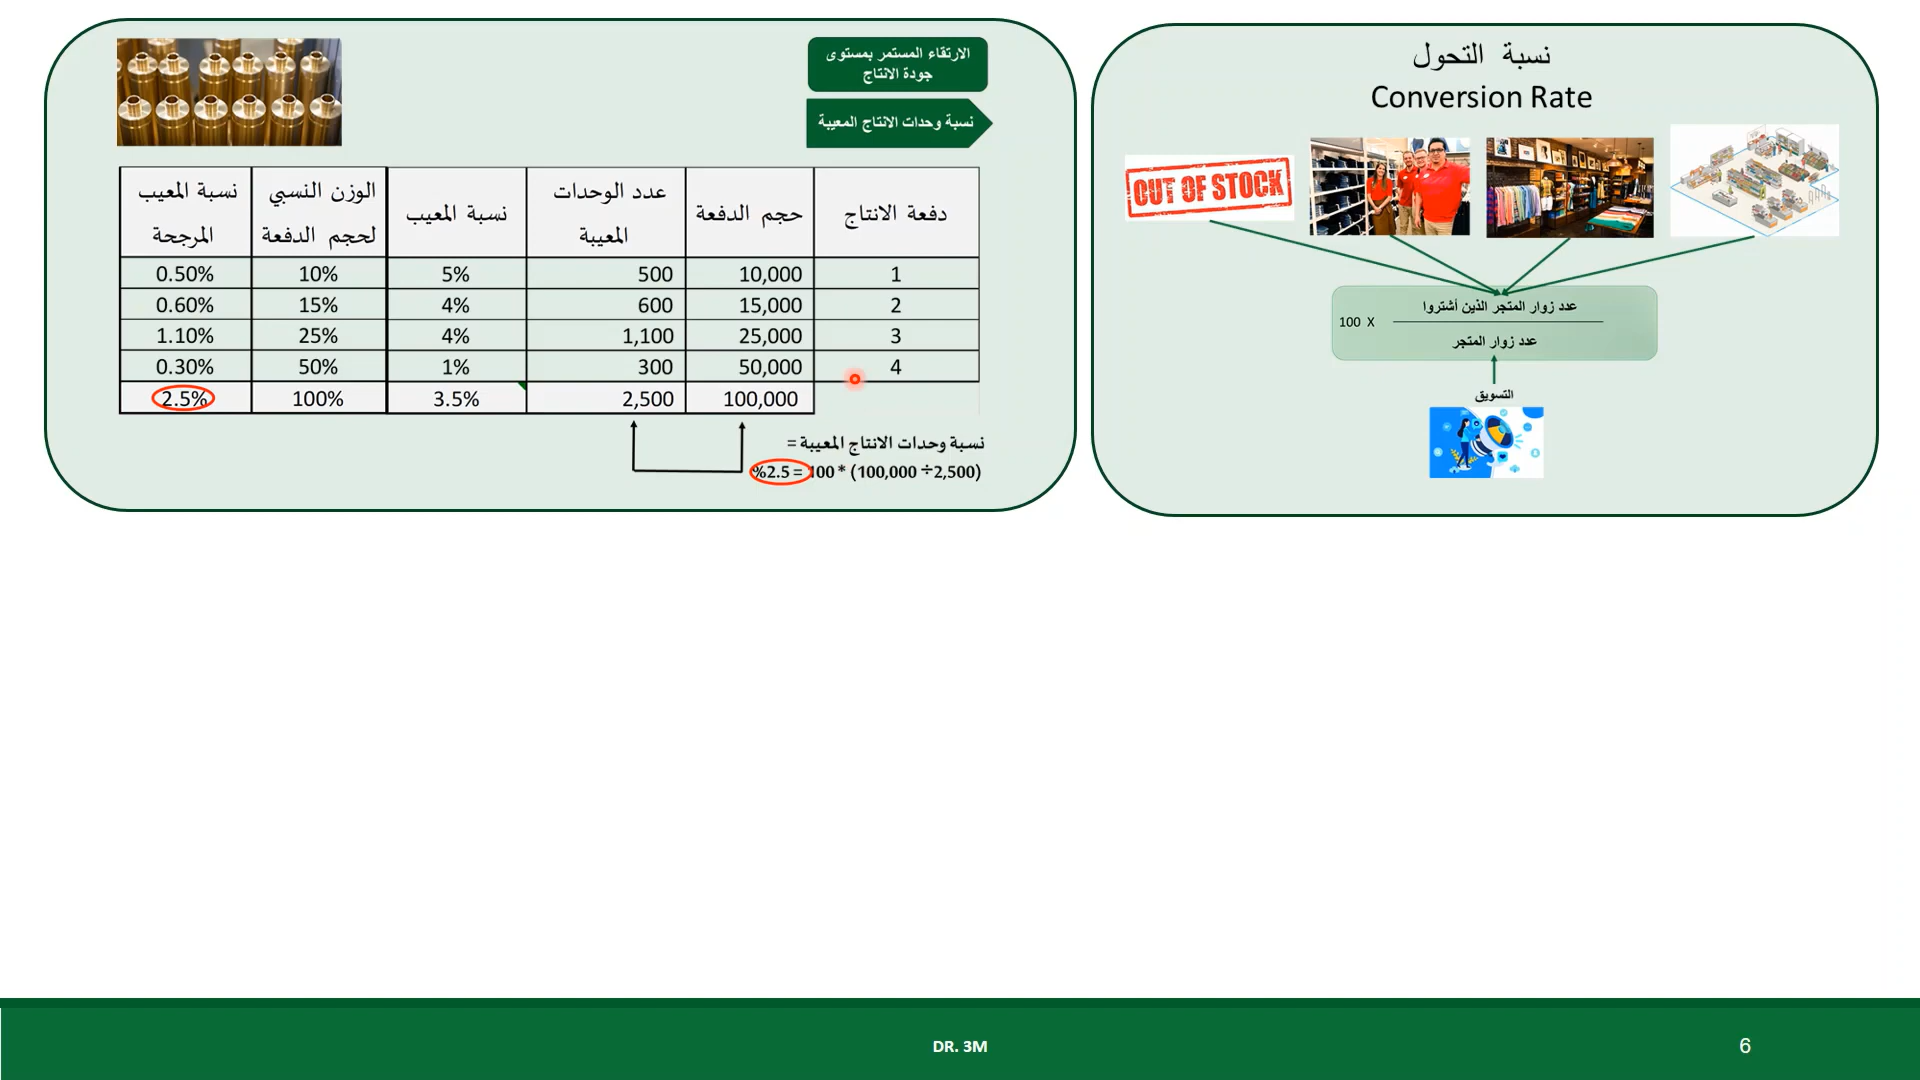 الارتقاء المستمر بمستوى
جودة الانتاج
نسبة وحدات الانتاج المعيبة
دفعة الانتاج حجم الدفعة عدد الوحدات المعيبة نسبة المعيب الوزن النسبي لحجم الدفعة نسبة المعيب المرجحة
1 10,000 500 5% 10% 0.50%
2 15,000 600 4% 15% 0.60%
3 25,000 1,100 4% 25% 1.10%
4 50,000 300 1% 50% 0.30%
100,000 2,500 3.5% 100% 2.5%
نسبة وحدات الانتاج المعيبة =
(2,500÷ 100,000) * 100 = 2.5%
نسبة التحول
Conversion Rate
OUT OF STOCK
عدد زوار المتجر الذين أشتروا
100 X
عدد زوار المتجر
التسويق
DR. 3M
6